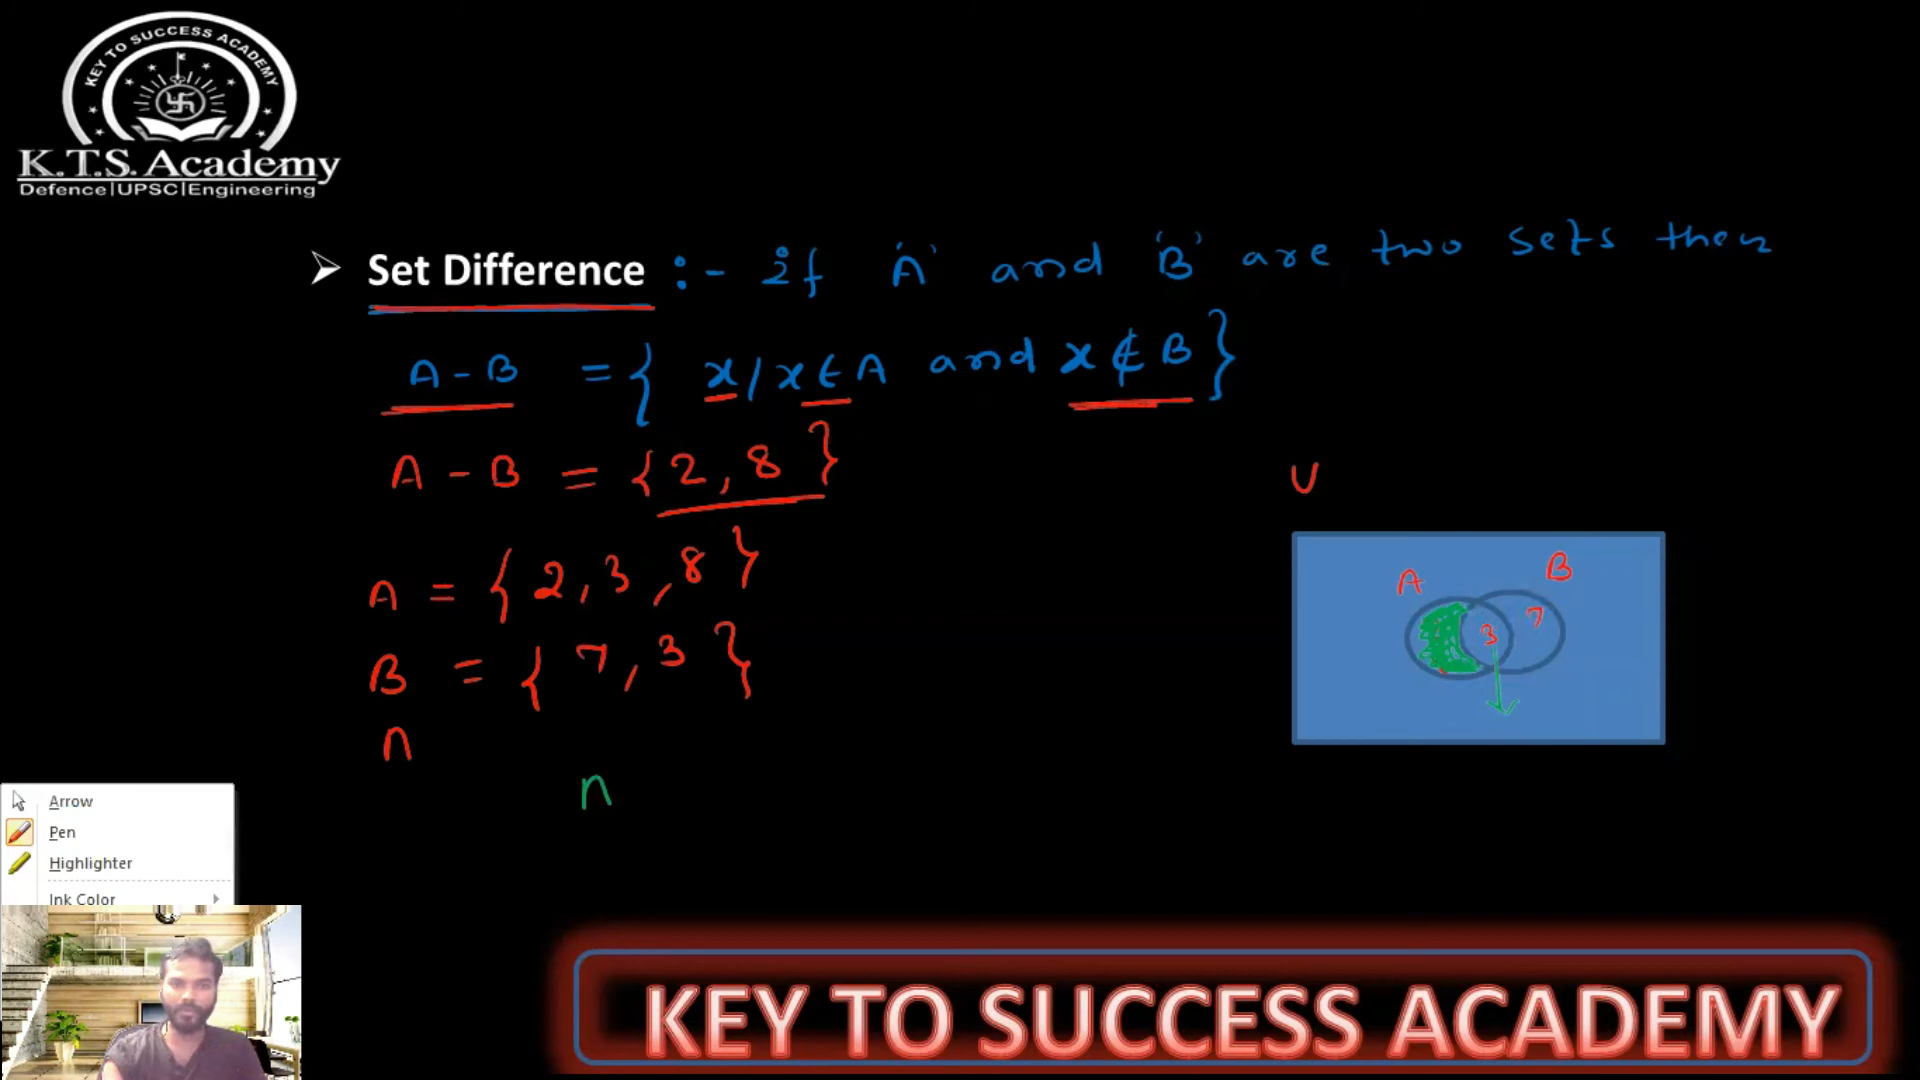 KEY TO SUCCESS ACADEMY
K.T.S. Academy
Defence|UPSC|Engineering
➢ Set Difference :- if 'A' and 'B' are two sets then
A - B = { x / x ∈ A and x ∉ B }
A - B = { 2, 8 }
A = { 2, 3, 8 }
B = { 7, 3 }
n
n
U
A B
3 7
Arrow
Pen
Highlighter
Ink Color
KEY TO SUCCESS ACADEMY